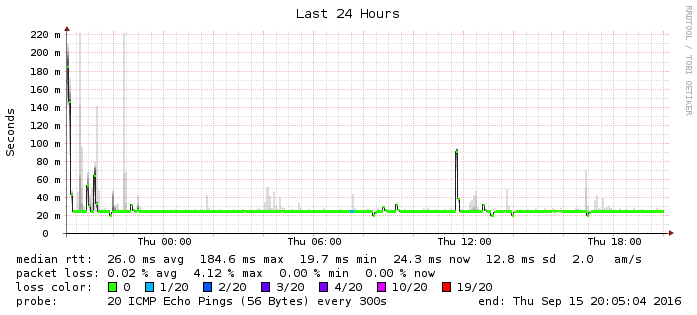 Last 24 Hours
RRDTOOL / TOBI OETIKER
Seconds
220 m
200 m
180 m
160 m
140 m
120 m
100 m
80 m
60 m
40 m
20 m
0
Thu 00:00 Thu 06:00 Thu 12:00 Thu 18:00
median rtt: 26.0 ms avg 184.6 ms max 19.7 ms min 24.3 ms now 12.8 ms sd 2.0 am/s
packet loss: 0.02 % avg 4.12 % max 0.00 % min 0.00 % now
loss color: 0 1/20 2/20 3/20 4/20 10/20 19/20
probe: 20 ICMP Echo Pings (56 Bytes) every 300s end: Thu Sep 15 20:05:04 2016